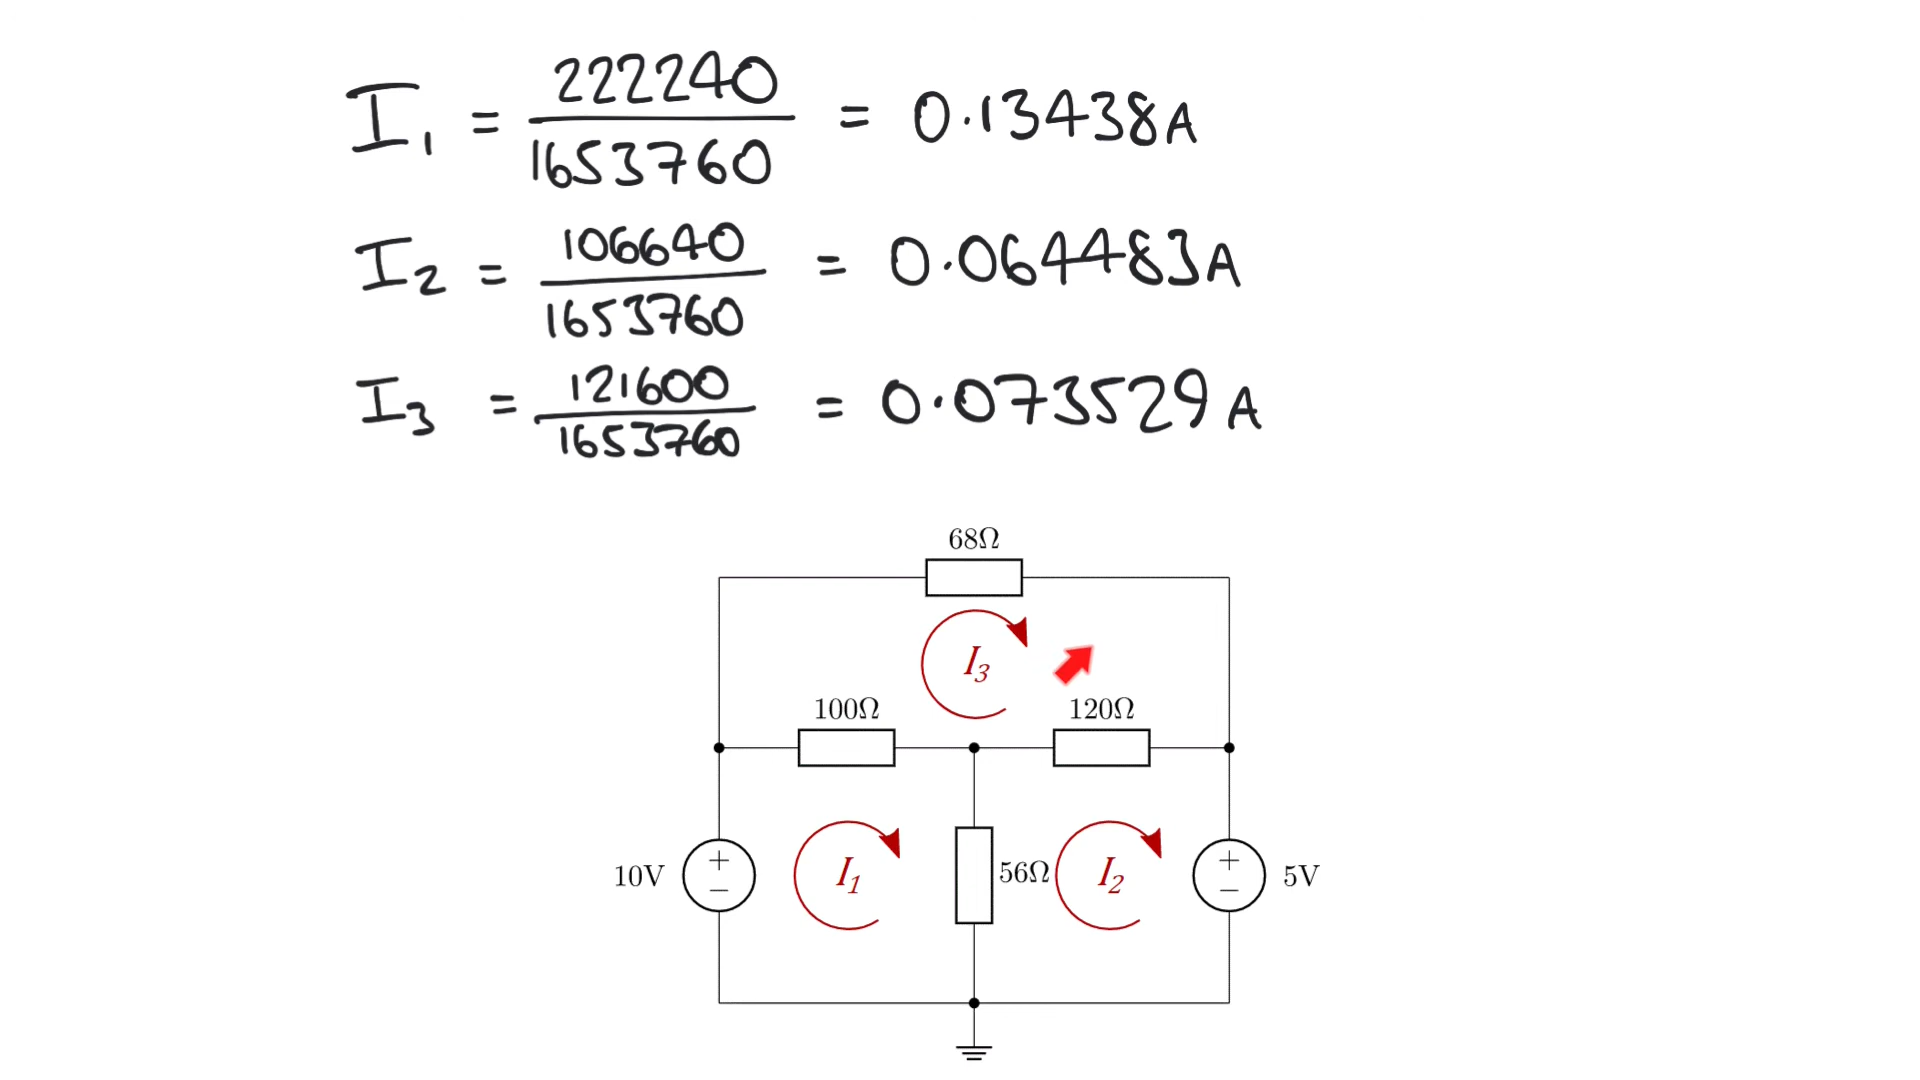 I₁ = 222240/1653760 = 0.13438A
I₂ = 106640/1653760 = 0.064483A
I₃ = 121600/1653760 = 0.073529A
68Ω
I₃
100Ω 120Ω
10V I₁ 56Ω I₂ 5V
+ +
− −